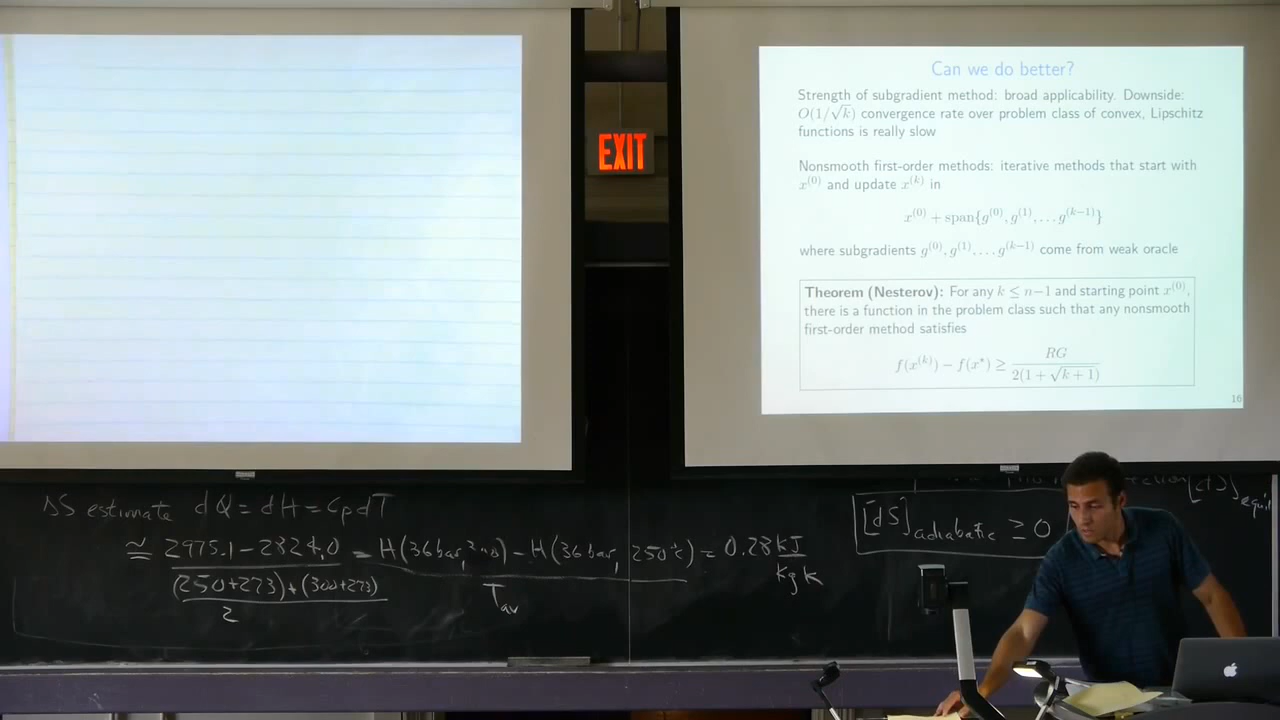 EXIT
Can we do better?
Strength of subgradient method: broad applicability. Downside:
O(1/√k) convergence rate over problem class of convex, Lipschitz
functions is really slow
Nonsmooth first-order methods: iterative methods that start with
x^(0) and update x^(k) in
x^(0) + span{g^(0), g^(1), . . . g^(k−1)}
where subgradients g^(0), g^(1), . . . g^(k−1) come from weak oracle
Theorem (Nesterov): For any k ≤ n−1 and starting point x^(0),
there is a function in the problem class such that any nonsmooth
first-order method satisfies
f(x^(k)) − f(x*) ≥ RG / 2(1 + √(k + 1))
16
ΔS estimate dQ = dH = CpdT
≅ 2975.1 − 2824.0 / ((250+273)+(300+273) / 2) = H(36bar, ) − H(36bar, 250°C) / Tav = 0.28 kJ / kg K
[dS]adiabatic ≥ 0
[dS]